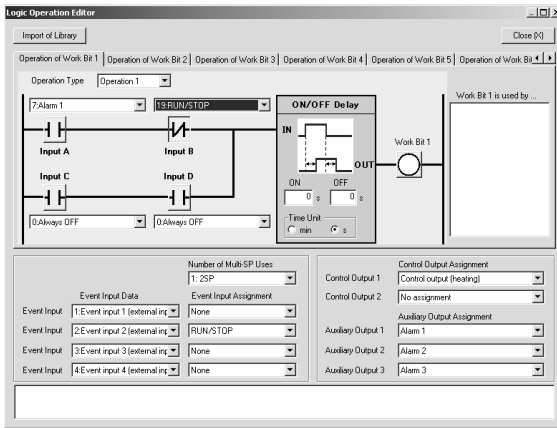 Logic Operation Editor
Import of Library
Close (X)
Operation of Work Bit 1
Operation of Work Bit 2
Operation of Work Bit 3
Operation of Work Bit 4
Operation of Work Bit 5
Operation of Work Bit
Operation Type
Operation 1
7:Alarm 1
19:RUN/STOP
ON/OFF Delay
Work Bit 1 is used by ...
IN
Work Bit 1
Input A
Input B
OUT
Input C
Input D
ON
OFF
0 s
0 s
0:Always OFF
0:Always OFF
Time Unit
min
s
Number of Multi-SP Uses
1: 2SP
Event Input Data
Event Input Assignment
Event Input
1:Event input 1 (external inp
None
Event Input
2:Event input 2 (external inp
RUN/STOP
Event Input
3:Event input 3 (external inp
None
Event Input
4:Event input 4 (external inp
None
Control Output Assignment
Control Output 1
Control output (heating)
Control Output 2
No assignment
Auxiliary Output Assignment
Auxiliary Output 1
Alarm 1
Auxiliary Output 2
Alarm 2
Auxiliary Output 3
Alarm 3